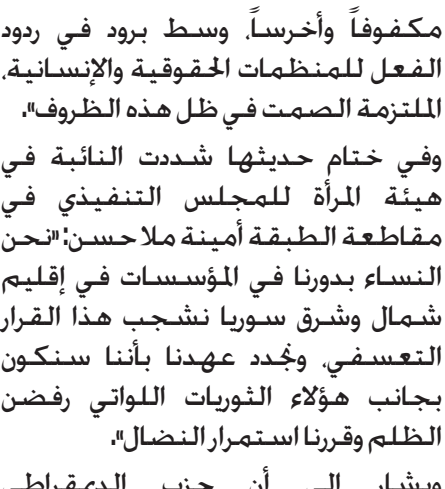 مكفوفاً وأخرساً، وسط برود في ردود
الفعل للمنظمات الحقوقية والإنسانية،
الملتزمة الصمت في ظل هذه الظروف".
وفي ختام حديثها شددت النائبة في
هيئة المرأة للمجلس التنفيذي في
مقاطعة الطبقة أمينة ملا حسن: "نحن
النساء بدورنا في المؤسسات في إقليم
شمال وشرق سوريا نشجب هذا القرار
التعسفي، ونجدد عهدنا بأننا سنكون
بجانب هؤلاء الثوريات اللواتي رفضن
الظلم وقررنا استمرار النضال".
ويشار إلى أن حزب الديمقراطي